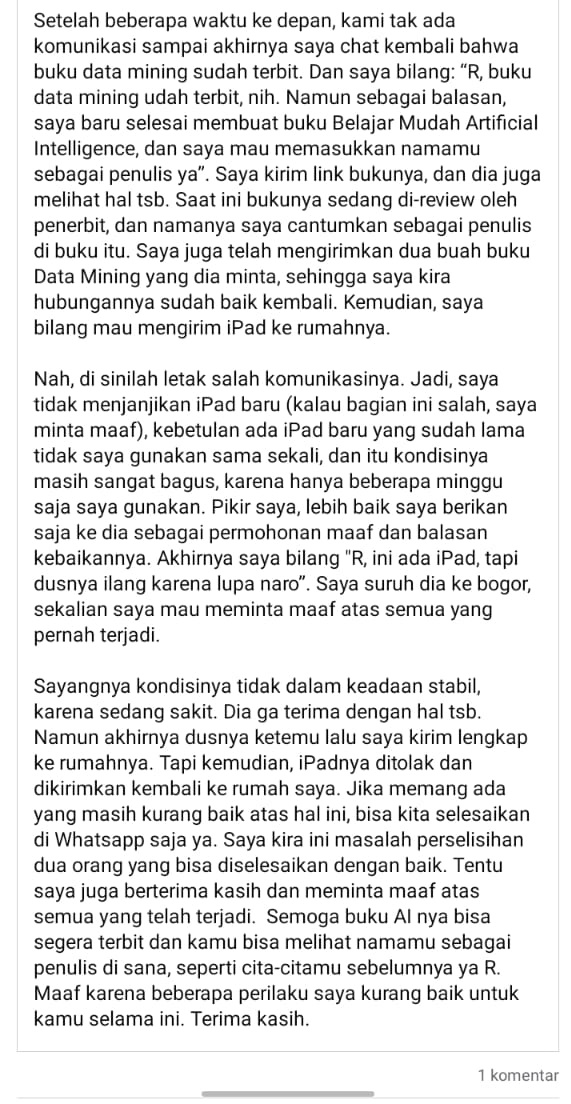 Setelah beberapa waktu ke depan, kami tak ada
komunikasi sampai akhirnya saya chat kembali bahwa
buku data mining sudah terbit. Dan saya bilang: “R, buku
data mining udah terbit, nih. Namun sebagai balasan,
saya baru selesai membuat buku Belajar Mudah Artificial
Intelligence, dan saya mau memasukkan namamu
sebagai penulis ya”. Saya kirim link bukunya, dan dia juga
melihat hal tsb. Saat ini bukunya sedang di-review oleh
penerbit, dan namanya saya cantumkan sebagai penulis
di buku itu. Saya juga telah mengirimkan dua buah buku
Data Mining yang dia minta, sehingga saya kira
hubungannya sudah baik kembali. Kemudian, saya
bilang mau mengirim iPad ke rumahnya.
Nah, di sinilah letak salah komunikasinya. Jadi, saya
tidak menjanjikan iPad baru (kalau bagian ini salah, saya
minta maaf), kebetulan ada iPad baru yang sudah lama
tidak saya gunakan sama sekali, dan itu kondisinya
masih sangat bagus, karena hanya beberapa minggu
saja saya gunakan. Pikir saya, lebih baik saya berikan
saja ke dia sebagai permohonan maaf dan balasan
kebaikannya. Akhirnya saya bilang "R, ini ada iPad, tapi
dusnya ilang karena lupa naro”. Saya suruh dia ke bogor,
sekalian saya mau meminta maaf atas semua yang
pernah terjadi.
Sayangnya kondisinya tidak dalam keadaan stabil,
karena sedang sakit. Dia ga terima dengan hal tsb.
Namun akhirnya dusnya ketemu lalu saya kirim lengkap
ke rumahnya. Tapi kemudian, iPadnya ditolak dan
dikirimkan kembali ke rumah saya. Jika memang ada
yang masih kurang baik atas hal ini, bisa kita selesaikan
di Whatsapp saja ya. Saya kira ini masalah perselisihan
dua orang yang bisa diselesaikan dengan baik. Tentu
saya juga berterima kasih dan meminta maaf atas
semua yang telah terjadi.  Semoga buku AI nya bisa
segera terbit dan kamu bisa melihat namamu sebagai
penulis di sana, seperti cita-citamu sebelumnya ya R.
Maaf karena beberapa perilaku saya kurang baik untuk
kamu selama ini. Terima kasih.
1 komentar